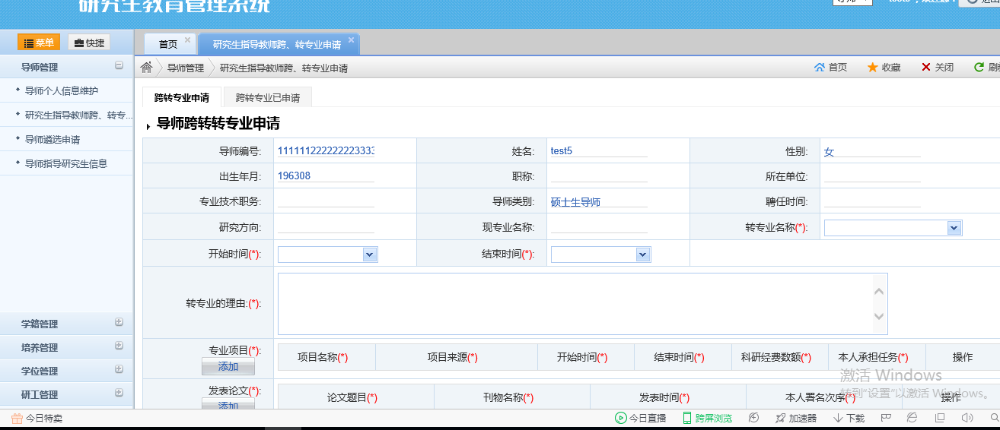 研究生教育管理系统
导师
菜单 快捷
首页 研究生指导教师跨、转专业申请
导师管理
导师管理 研究生指导教师跨、转专业申请
首页 收藏 关闭
导师个人信息维护
研究生指导教师跨、转专...
导师遴选申请
导师指导研究生信息
学籍管理
培养管理
学位管理
研工管理
跨转专业申请 跨转专业已申请
导师跨转转专业申请
导师编号: 111111222222223333 姓名: test5 性别: 女
出生年月: 196308 职称: 所在单位:
专业技术职务: 导师类别: 硕士生导师 聘任时间:
研究方向: 现专业名称: 转专业名称(*):
开始时间(*): 结束时间(*):
转专业的理由:(*):
专业项目(*):
添加
项目名称(*) 项目来源(*) 开始时间(*) 结束时间(*) 科研经费数额(*) 本人承担任务(*) 操作
发表论文(*):
添加
论文题目(*) 刊物名称(*) 发表时间(*) 本人署名次序(*) 操作
激活 Windows
转到"设置"以激活 Windows。
今日特卖 今日直播 跨屏浏览 加速器 下载